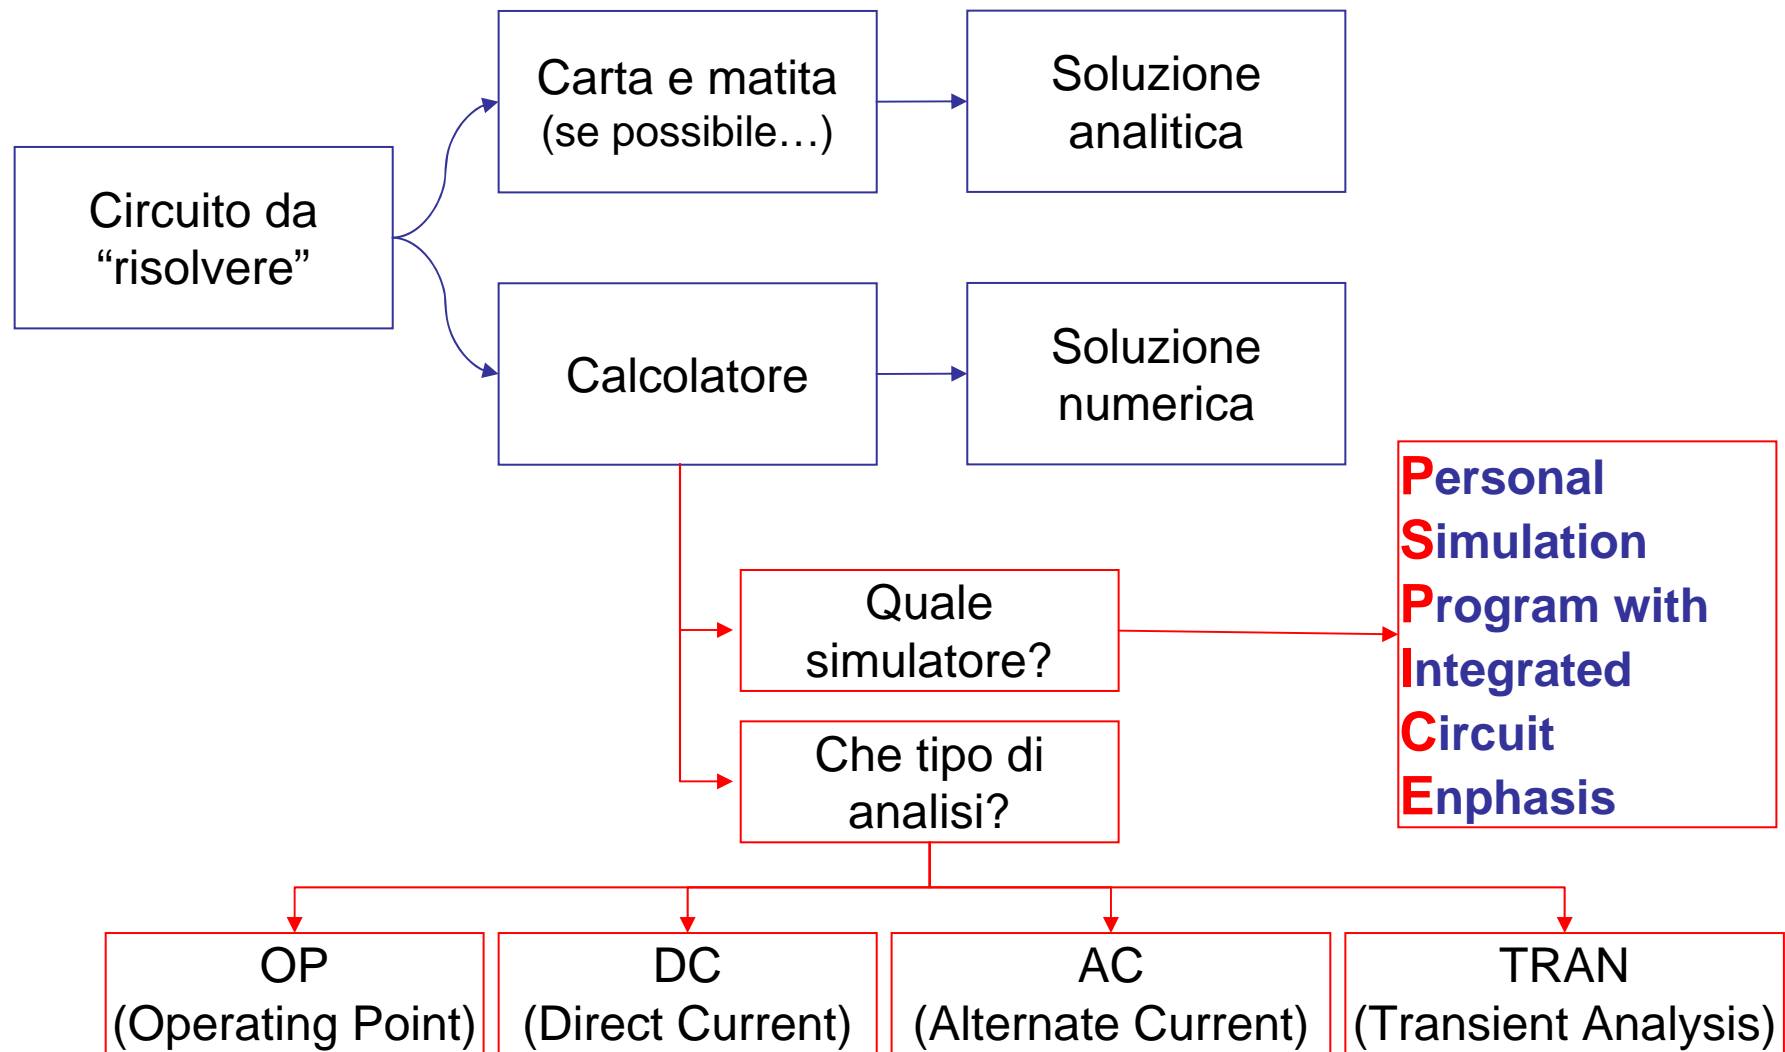 Carta e matita
(se possibile…)
Soluzione
analitica
Circuito da
“risolvere”
Calcolatore
Soluzione
numerica
Personal
Simulation
Program with
Integrated
Circuit
Enphasis
Quale
simulatore?
Che tipo di
analisi?
OP
(Operating Point)
DC
(Direct Current)
AC
(Alternate Current)
TRAN
(Transient Analysis)